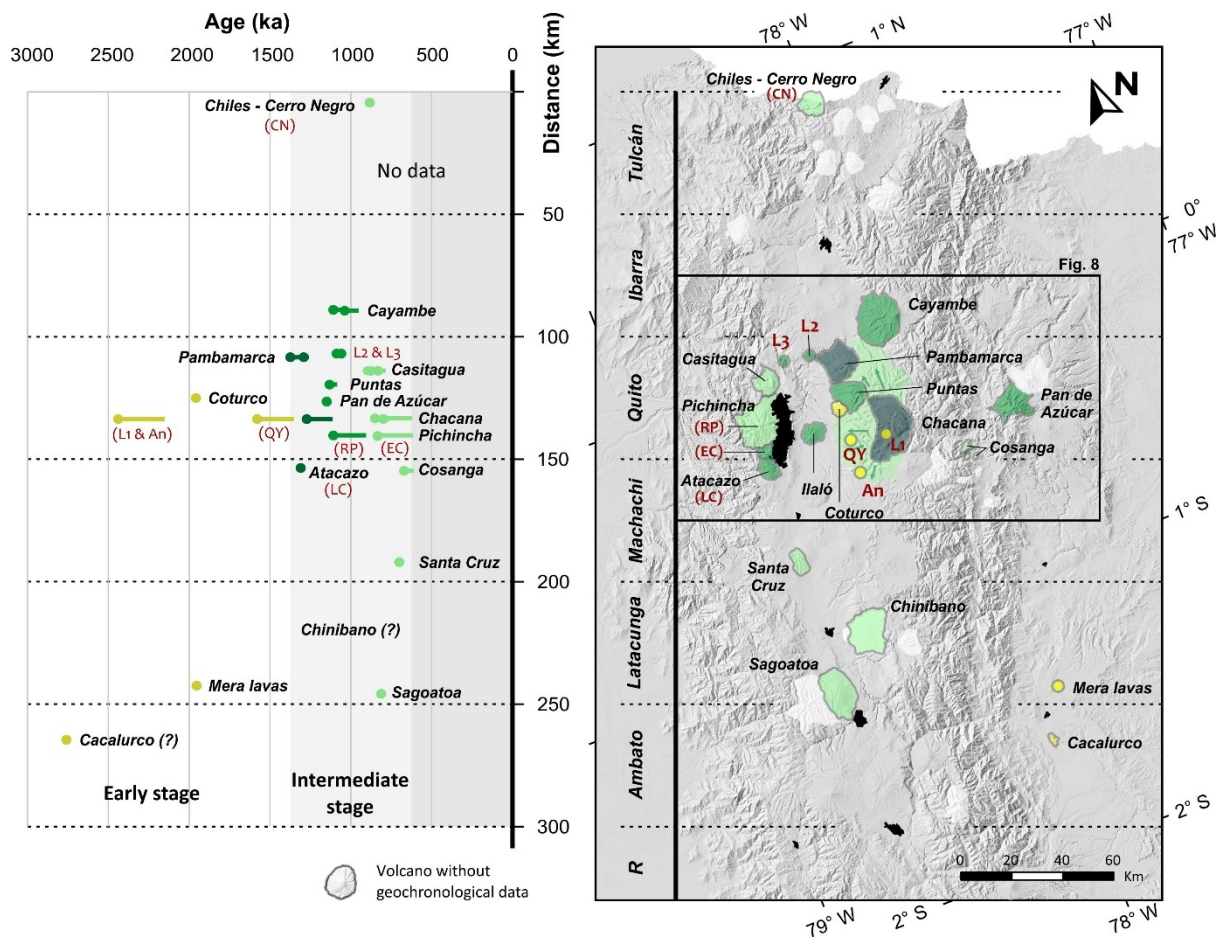 Age (ka)
3000
2500
2000
1500
1000
500
0
Distance (km)
50
100
150
200
250
300
Chiles - Cerro Negro
(CN)
No data
Cayambe
Pambamarca
L2 & L3
Casitagua
Coturco
Puntas
Pan de Azúcar
(L1 & An)
(QY)
Chacana
Pichincha
(RP)
(EC)
Atacazo
(LC)
Cosanga
Santa Cruz
Chinibano (?)
Mera lavas
Sagoatoa
Cacalurco (?)
Early stage
Intermediate
stage
Volcano without
geochronological data
78° W
1° N
77° W
Chiles - Cerro Negro
(CN)
N
Tulcán
0°
77° W
Ibarra
Fig. 8
Cayambe
L2
L3
Casitagua
Pambamarca
Quito
Puntas
Pan de
Azúcar
Pichincha
(RP)
Chacana
L1
(EC)
QY
Cosanga
Atacazo
(LC)
Ilaló
An
Coturco
1° S
Machachi
Santa
Cruz
Chinibano
Latacunga
Sagoatoa
Mera lavas
Cacalurco
Ambato
2° S
R
0
20
40
60
Km
79° W
2° S
78° W